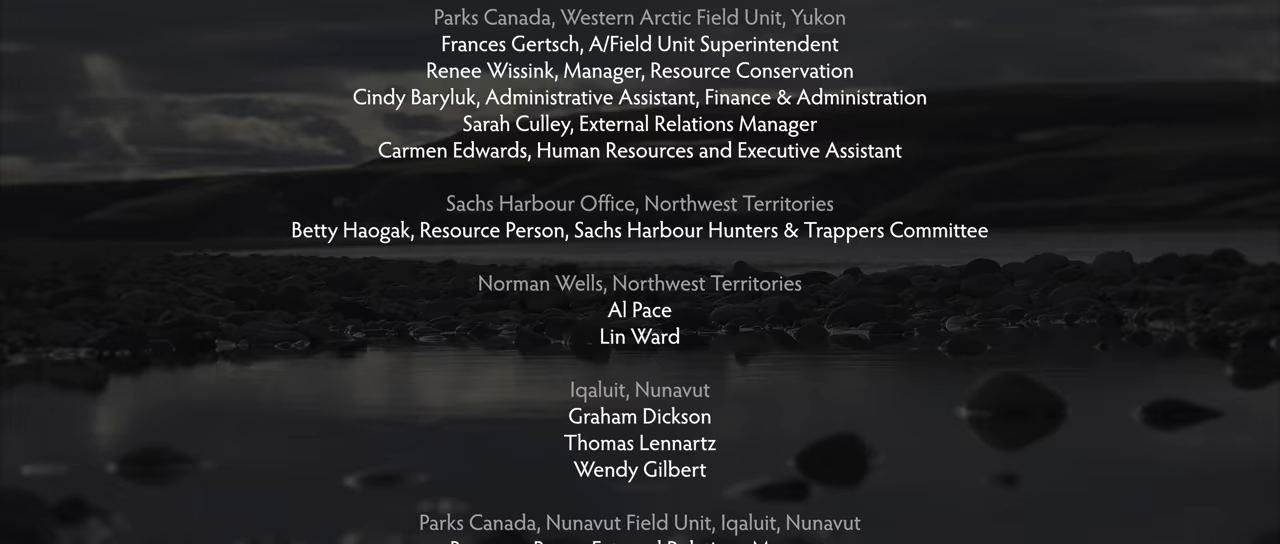 Parks Canada, Western Arctic Field Unit, Yukon
Frances Gertsch, A/Field Unit Superintendent
Renee Wissink, Manager, Resource Conservation
Cindy Baryluk, Administrative Assistant, Finance & Administration
Sarah Culley, External Relations Manager
Carmen Edwards, Human Resources and Executive Assistant
Sachs Harbour Office, Northwest Territories
Betty Haogak, Resource Person, Sachs Harbour Hunters & Trappers Committee
Norman Wells, Northwest Territories
Al Pace
Lin Ward
Iqaluit, Nunavut
Graham Dickson
Thomas Lennartz
Wendy Gilbert
Parks Canada, Nunavut Field Unit, Iqaluit, Nunavut